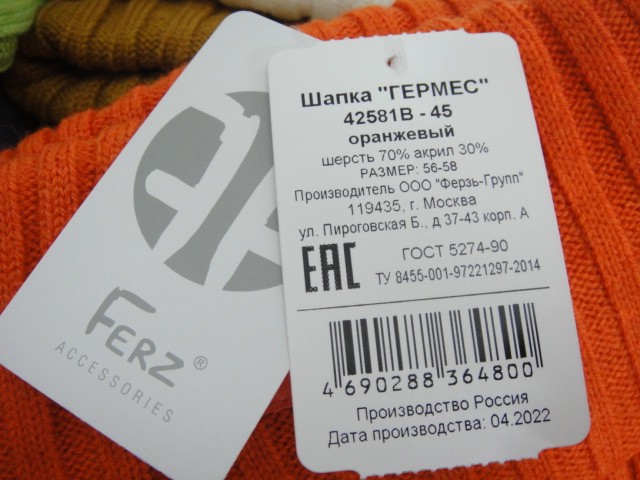 FERZ®
ACCESSORIES
Шапка "ГЕРМЕС"
42581В - 45
оранжевый
шерсть 70% акрил 30%
РАЗМЕР: 56-58
Производитель ООО "Ферзь-Групп"
119435, г. Москва
ул. Пироговская Б., д 37-43 корп. А
ЕАС
ГОСТ 5274-90
ТУ 8455-001-97221297-2014
4 690288 364800
Производство Россия
Дата производства: 04.2022